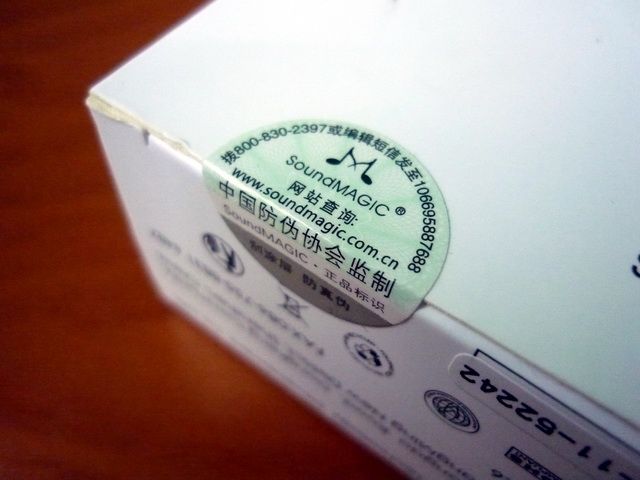 拨800-830-2397或编辑短信发至106695887688
SoundMAGIC®
网站查询:
www.soundmagic.com.cn
中国防伪协会监制
SoundMAGIC·正品标识
刮涂层 防真伪
-11-52242